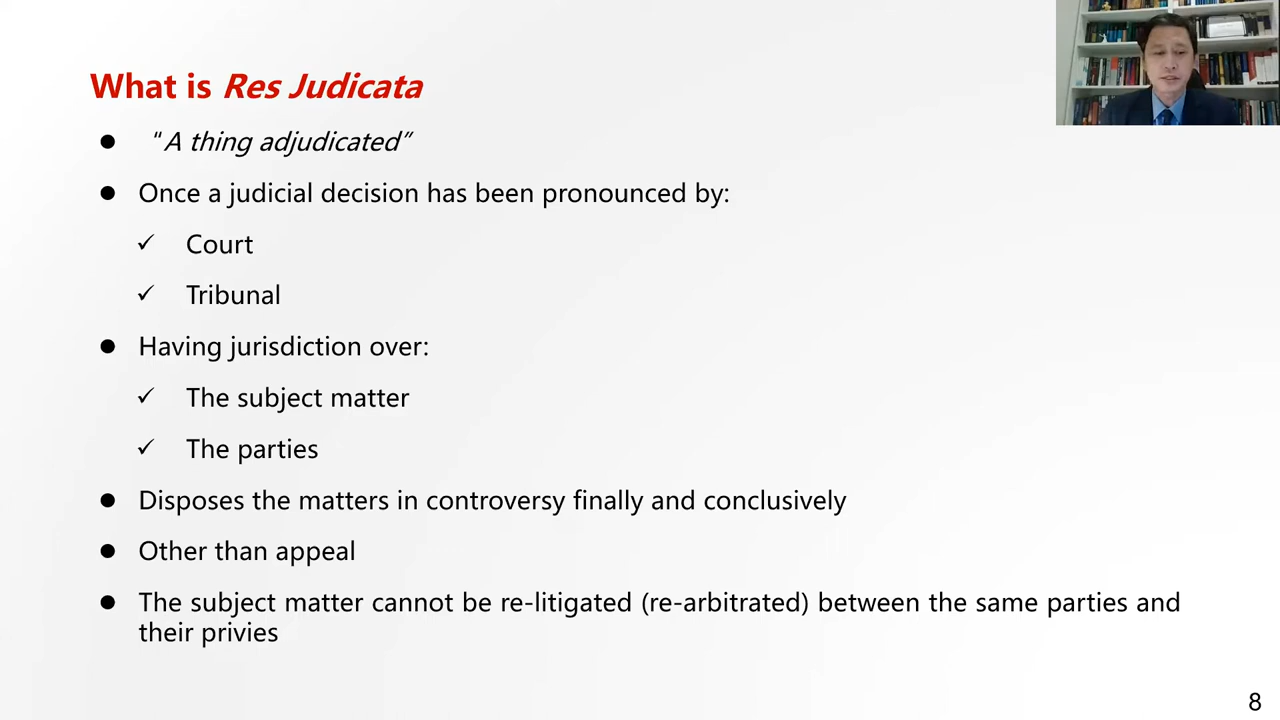 What is Res Judicata
● "A thing adjudicated"
● Once a judicial decision has been pronounced by:
✓ Court
✓ Tribunal
● Having jurisdiction over:
✓ The subject matter
✓ The parties
● Disposes the matters in controversy finally and conclusively
● Other than appeal
● The subject matter cannot be re-litigated (re-arbitrated) between the same parties and
their privies
8